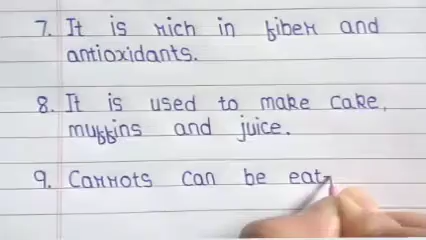 7. It is rich in fiber and
antioxidants.
8. It is used to make cake,
muffins and juice.
9. Carrots can be eat